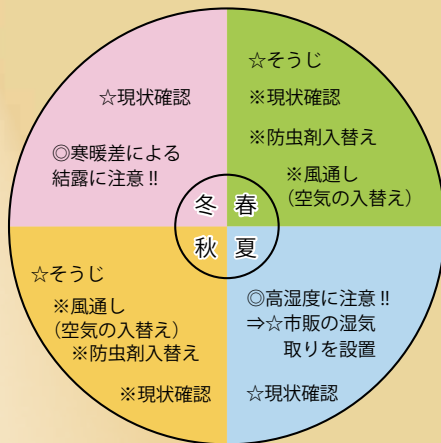 ☆現状確認
◎寒暖差による
結露に注意!!
☆そうじ
※現状確認
※防虫剤入替え
※風通し
(空気の入替え)
冬 春
秋 夏
☆そうじ
※風通し
(空気の入替え)
※防虫剤入替え
※現状確認
◎高湿度に注意!!
⇒☆市販の湿気
取りを設置
☆現状確認